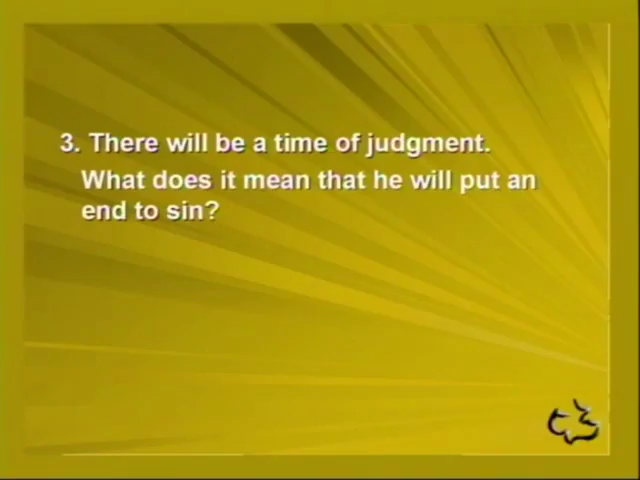 3. There will be a time of judgment.
What does it mean that he will put an
end to sin?